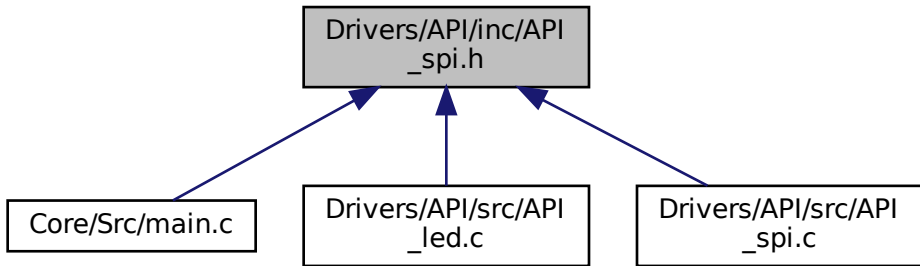 Drivers/API/inc/API
_spi.h
Core/Src/main.c
Drivers/API/src/API
_led.c
Drivers/API/src/API
_spi.c